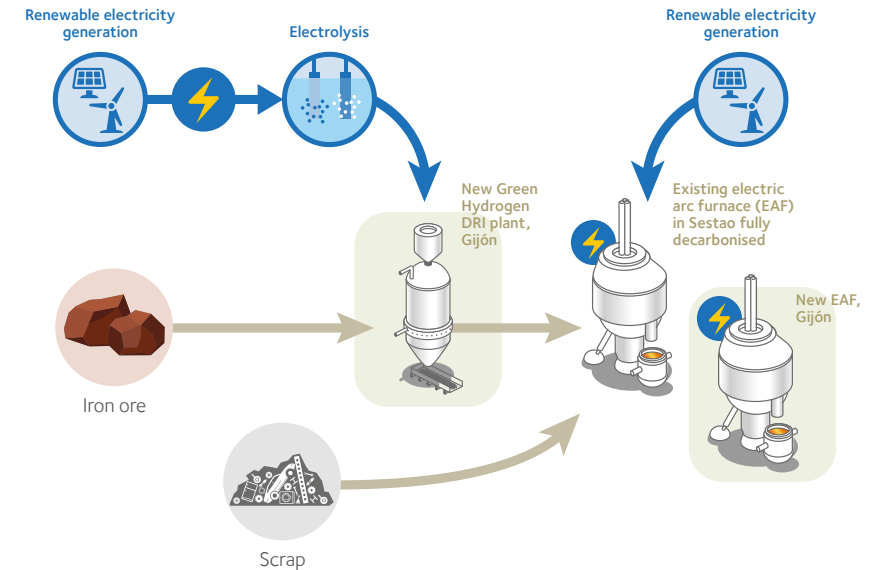 Renewable electricity
generation
Electrolysis
Renewable electricity
generation
New Green
Hydrogen
DRI plant,
Gijón
Existing electric
arc furnace (EAF)
in Sestao fully
decarbonised
New EAF,
Gijón
Iron ore
Scrap